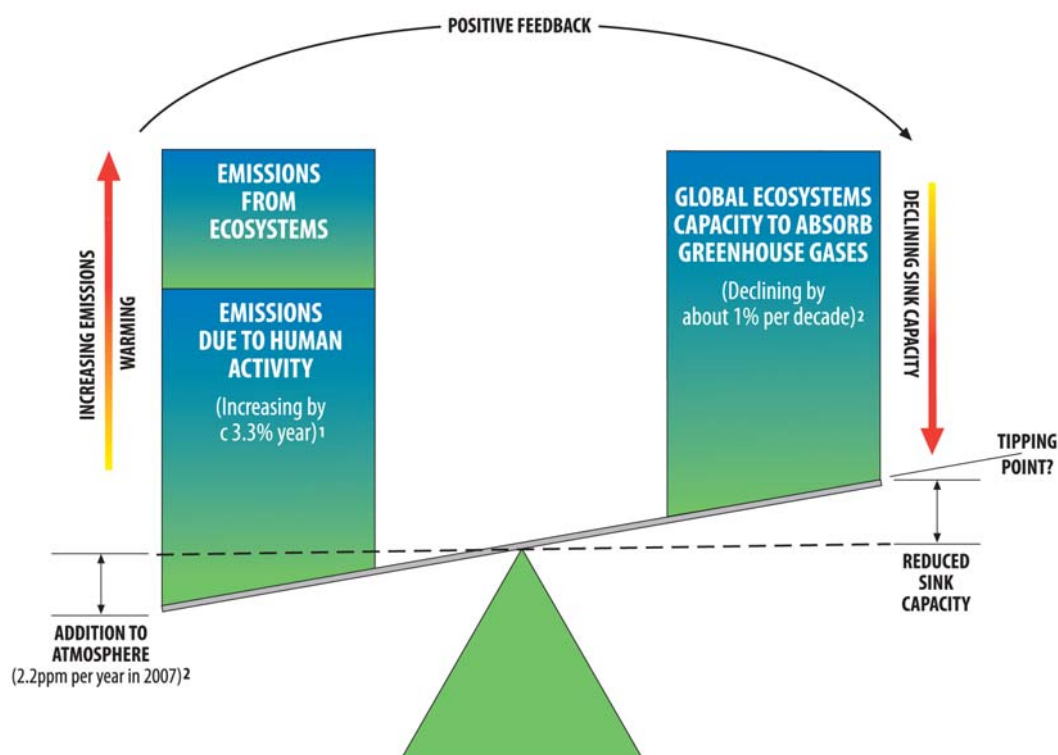 POSITIVE FEEDBACK
INCREASING EMISSIONS
WARMING
EMISSIONS
FROM
ECOSYSTEMS
EMISSIONS
DUE TO HUMAN
ACTIVITY
(Increasing by
c 3.3% year)¹
GLOBAL ECOSYSTEMS
CAPACITY TO ABSORB
GREENHOUSE GASES
(Declining by
about 1% per decade)²
DECLINING SINK CAPACITY
TIPPING
POINT?
REDUCED
SINK
CAPACITY
ADDITION TO
ATMOSPHERE
(2.2ppm per year in 2007)²